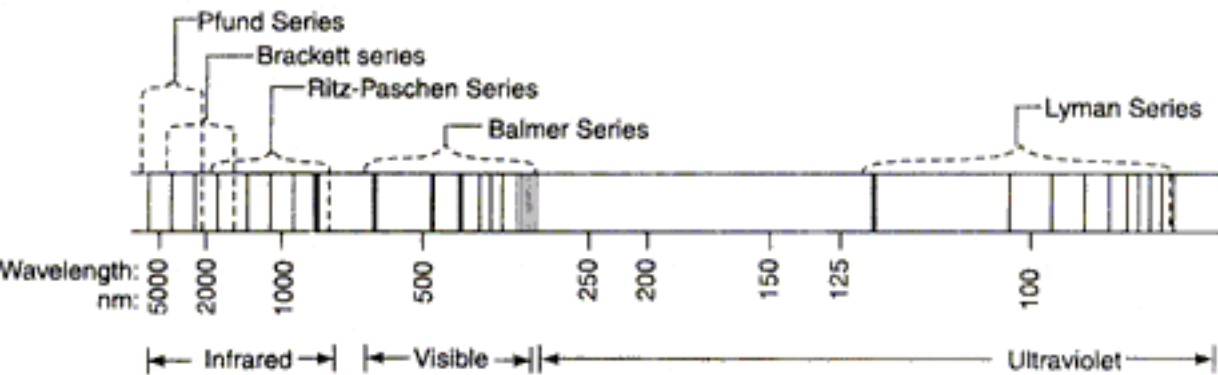 Pfund Series
Brackett series
Ritz-Paschen Series
Balmer Series
Lyman Series
Wavelength:
nm:
5000
2000
1000
500
250
200
150
125
100
Infrared
Visible
Ultraviolet